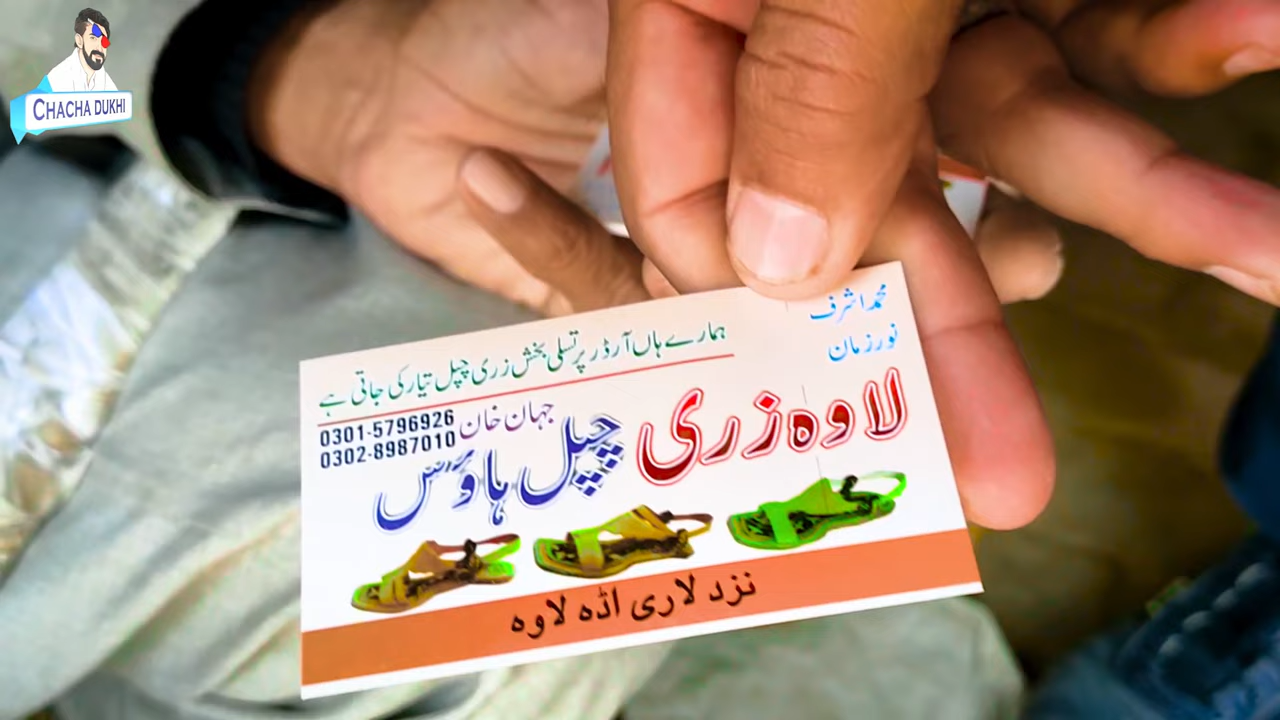 CHACHA DUKHI
محمد اشرف
نور زمان
ہمارے ہاں آرڈر پر تسلی بخش زری چپل تیار کی جاتی ہے
جہان خان
0301-5796926
0302-8987010
لاوہ زری چپل ہاؤس
نزد لاری اڈہ لاوہ